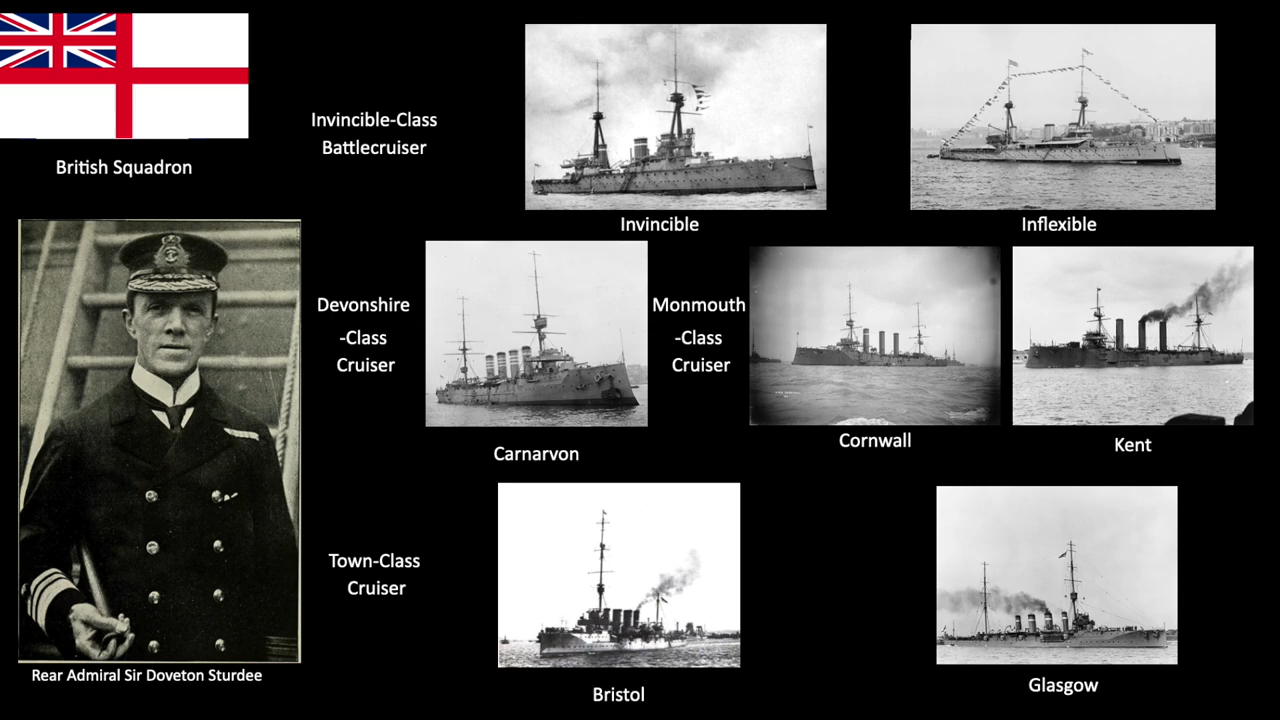 British Squadron
Invincible-Class
Battlecruiser
Invincible
Inflexible
Devonshire
-Class
Cruiser
Carnarvon
Monmouth
-Class
Cruiser
Cornwall
Kent
Town-Class
Cruiser
Bristol
Glasgow
Rear Admiral Sir Doveton Sturdee